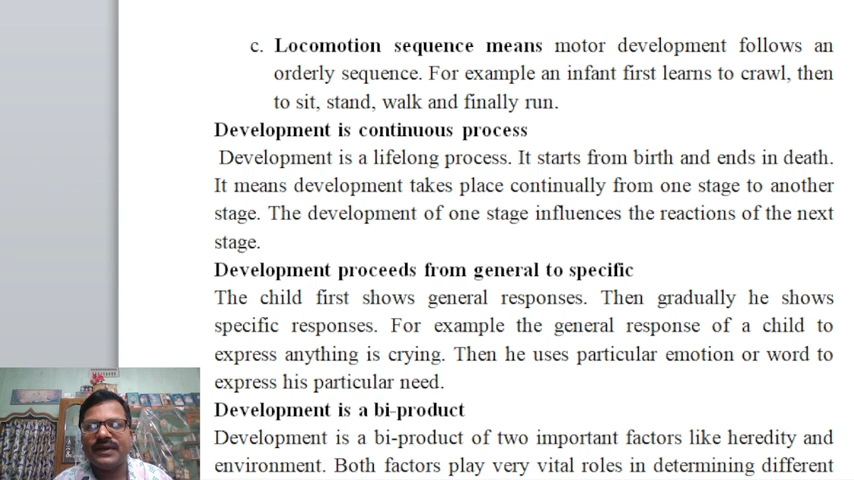 c. Locomotion sequence means motor development follows an
orderly sequence. For example an infant first learns to crawl, then
to sit, stand, walk and finally run.
Development is continuous process
Development is a lifelong process. It starts from birth and ends in death.
It means development takes place continually from one stage to another
stage. The development of one stage influences the reactions of the next
stage.
Development proceeds from general to specific
The child first shows general responses. Then gradually he shows
specific responses. For example the general response of a child to
express anything is crying. Then he uses particular emotion or word to
express his particular need.
Development is a bi-product
Development is a bi-product of two important factors like heredity and
environment. Both factors play very vital roles in determining different